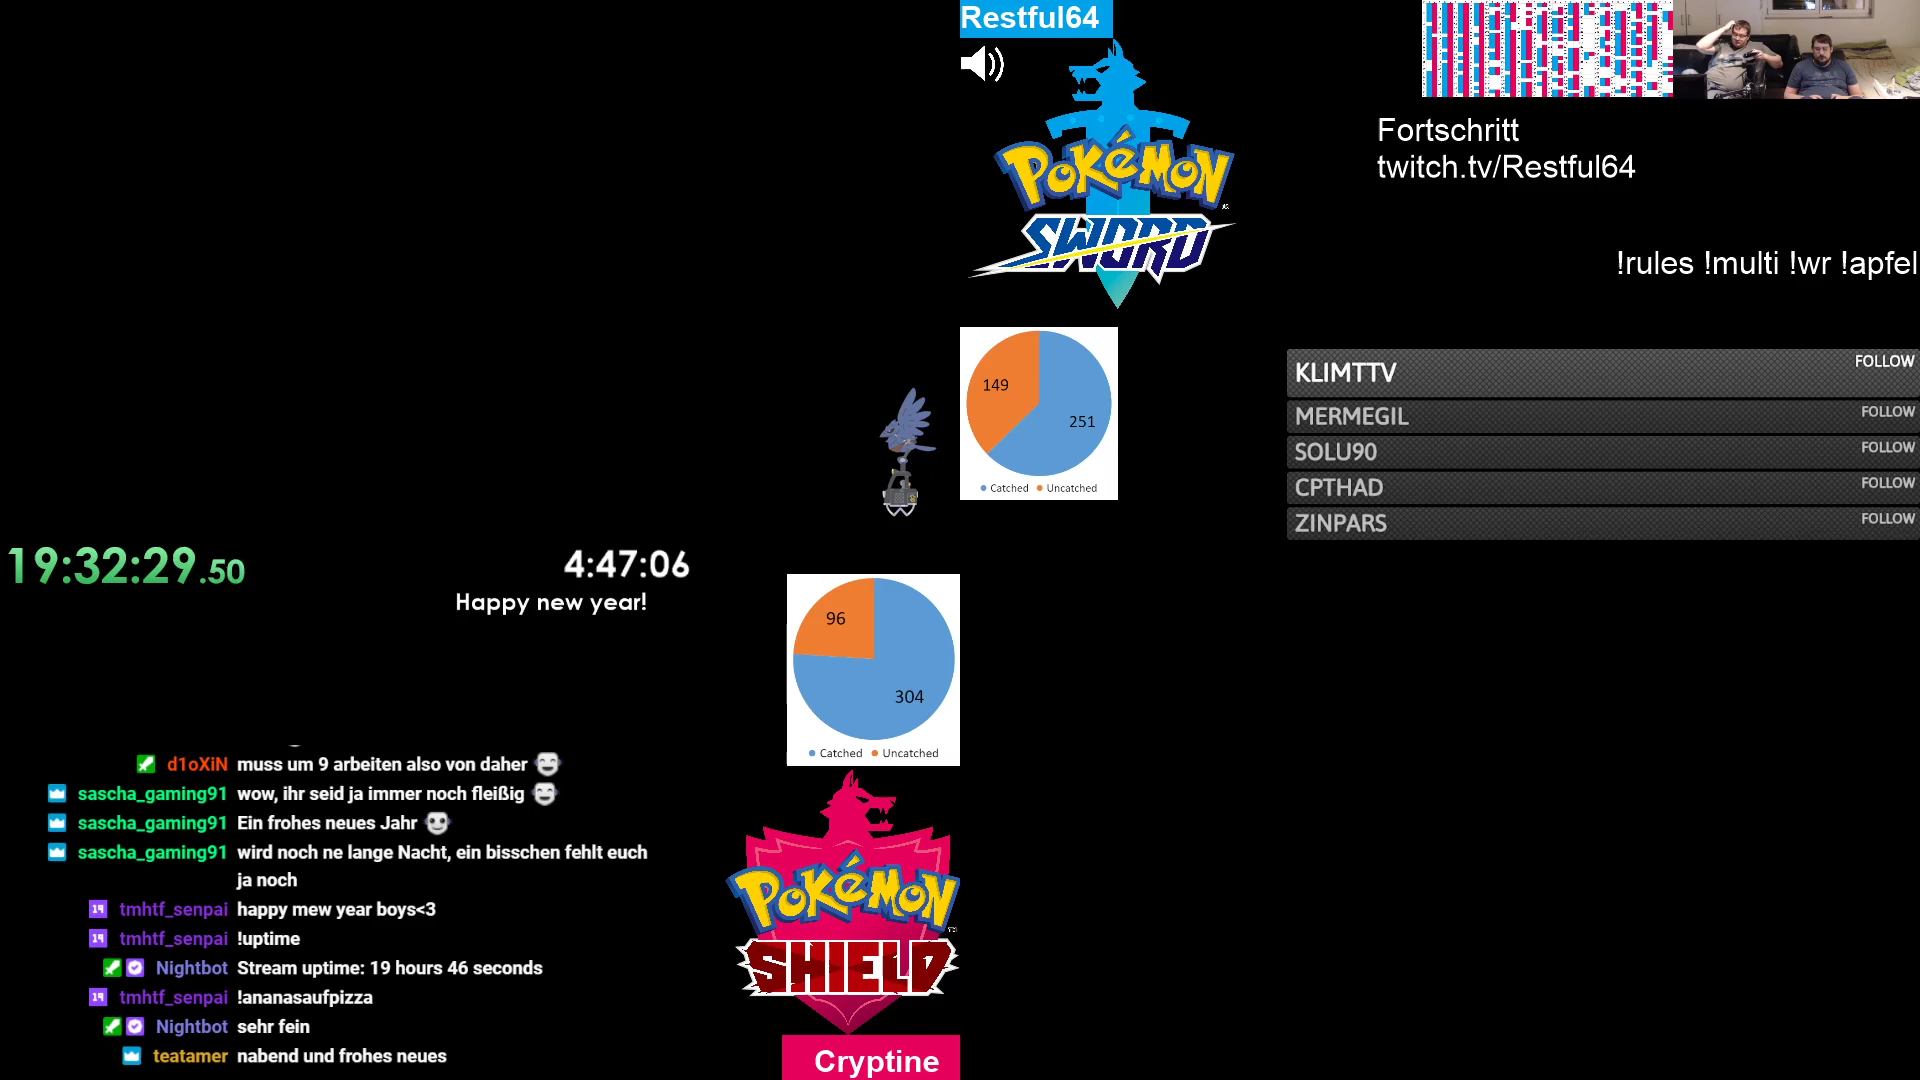 Restful64
POKéMON
SWORD
Fortschritt
twitch.tv/Restful64
!rules !multi !wr !apfel
149
251
Catched Uncatched
KLIMTTV FOLLOW
MERMEGIL FOLLOW
SOLU90 FOLLOW
CPTHAD FOLLOW
ZINPARS FOLLOW
19:32:29.50
4:47:06
Happy new year!
96
304
Catched Uncatched
d1oXiN muss um 9 arbeiten also von daher
sascha_gaming91 wow, ihr seid ja immer noch fleißig
sascha_gaming91 Ein frohes neues Jahr
sascha_gaming91 wird noch ne lange Nacht, ein bisschen fehlt euch
ja noch
19 tmhtf_senpai happy mew year boys<3
19 tmhtf_senpai !uptime
Nightbot Stream uptime: 19 hours 46 seconds
19 tmhtf_senpai !ananasaufpizza
Nightbot sehr fein
teatamer nabend und frohes neues
POKéMON
TM
SHIELD
Cryptine